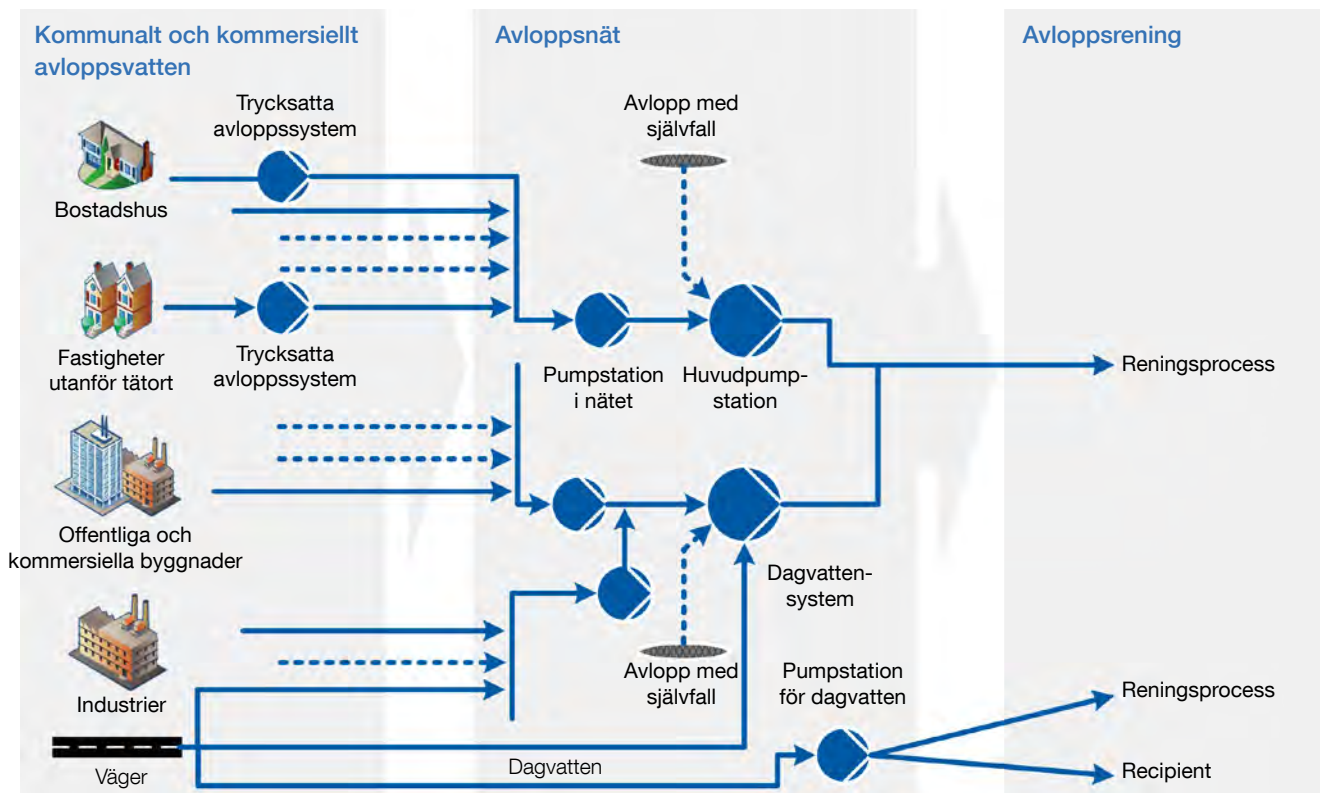 Kommunalt och kommersiellt
avloppsvatten
Avloppsnät
Avloppsrening
Trycksatta
avloppssystem
Avlopp med
självfall
Bostadshus
Fastigheter
utanför tätort
Trycksatta
avloppssystem
Pumpstation
i nätet
Huvudpump-
station
Reningsprocess
Offentliga och
kommersiella byggnader
Dagvatten-
system
Industrier
Avlopp med
självfall
Pumpstation
för dagvatten
Reningsprocess
Väger
Dagvatten
Recipient